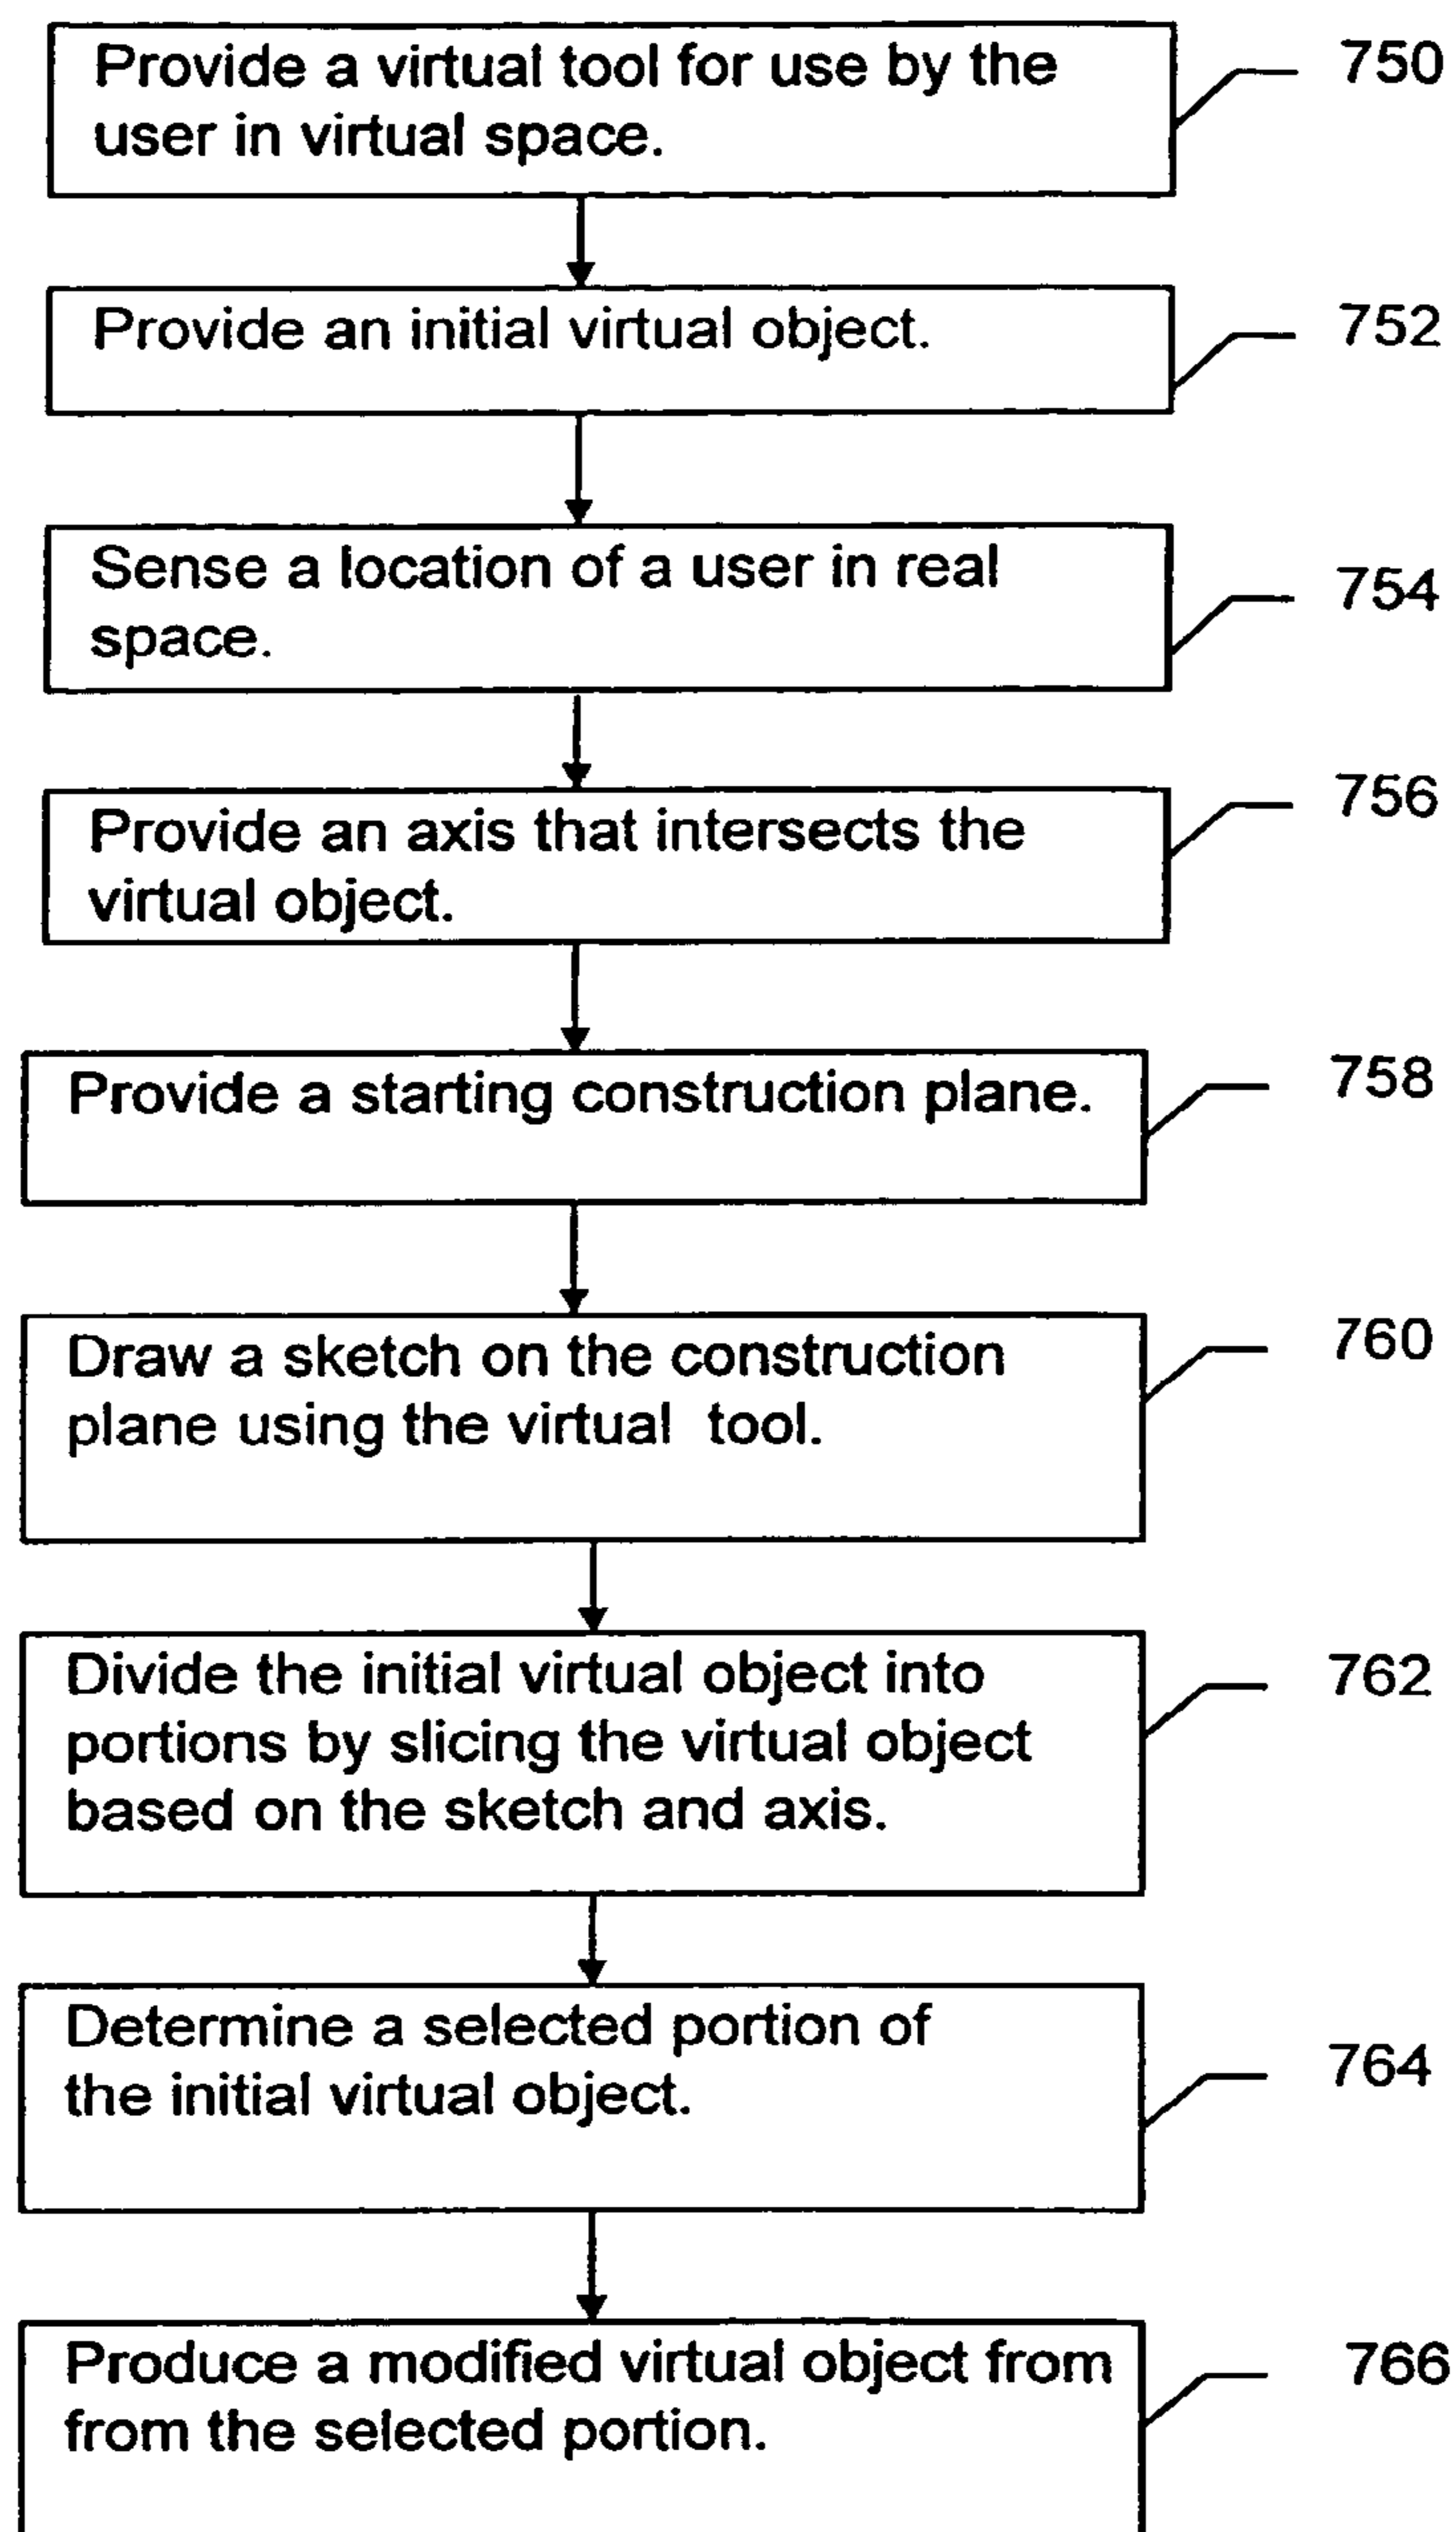 Provide a virtual tool for use by the
user in virtual space.
750
Provide an initial virtual object.
752
Sense a location of a user in real
space.
754
Provide an axis that intersects the
virtual object.
756
Provide a starting construction plane.
758
Draw a sketch on the construction
plane using the virtual tool.
760
Divide the initial virtual object into
portions by slicing the virtual object
based on the sketch and axis.
762
Determine a selected portion of
the initial virtual object.
764
Produce a modified virtual object from
from the selected portion.
766